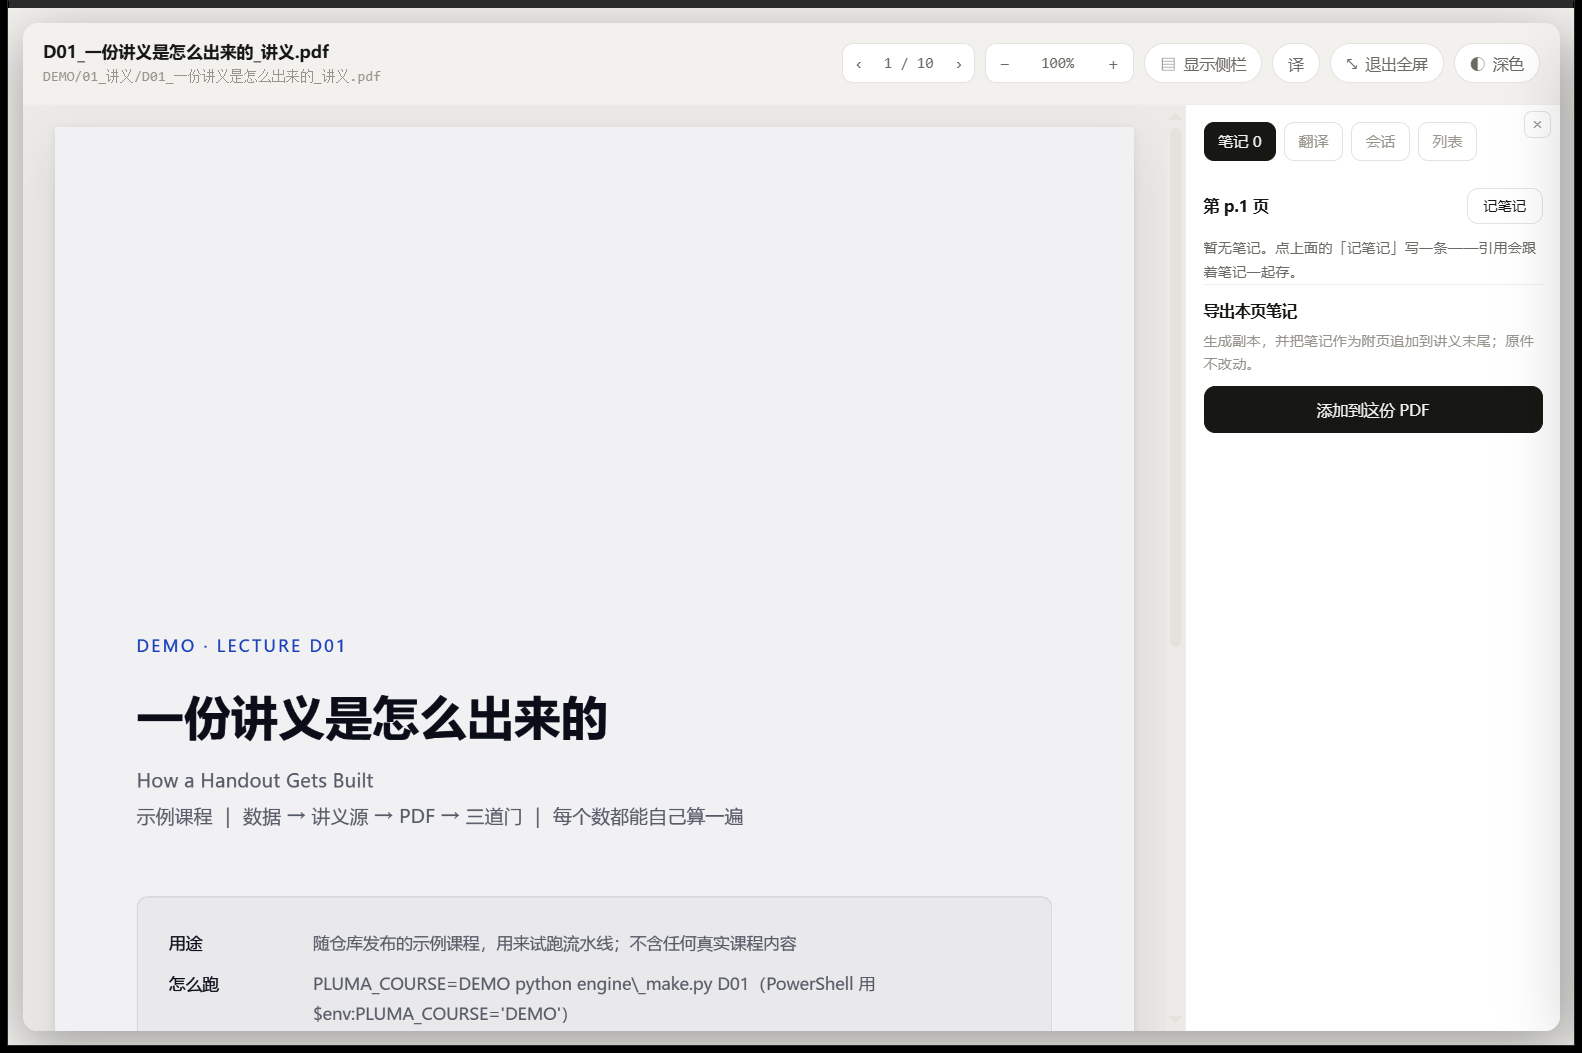 D01_一份讲义是怎么出来的_讲义.pdf
DEMO/01_讲义/D01_一份讲义是怎么出来的_讲义.pdf
‹ 1 / 10 ›
− 100% +
显示侧栏
译
退出全屏
深色
DEMO · LECTURE D01
一份讲义是怎么出来的
How a Handout Gets Built
示例课程 | 数据 → 讲义源 → PDF → 三道门 | 每个数都能自己算一遍
用途 随仓库发布的示例课程，用来试跑流水线；不含任何真实课程内容
怎么跑 PLUMA_COURSE=DEMO python engine\_make.py D01（PowerShell 用
$env:PLUMA_COURSE='DEMO'）
×
笔记 0 翻译 会话 列表
第 p.1 页 记笔记
暂无笔记。点上面的「记笔记」写一条——引用会跟
着笔记一起存。
导出本页笔记
生成副本，并把笔记作为附页追加到讲义末尾；原件
不改动。
添加到这份 PDF